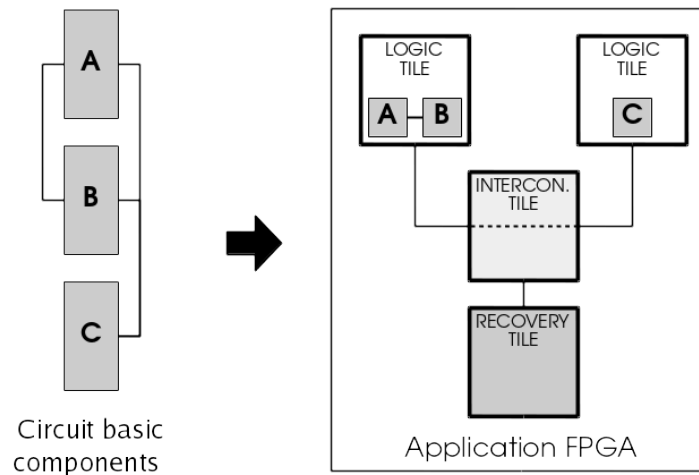 A
B
C
Circuit basic
components
LOGIC
TILE
A
B
LOGIC
TILE
C
INTERCON.
TILE
RECOVERY
TILE
Application FPGA